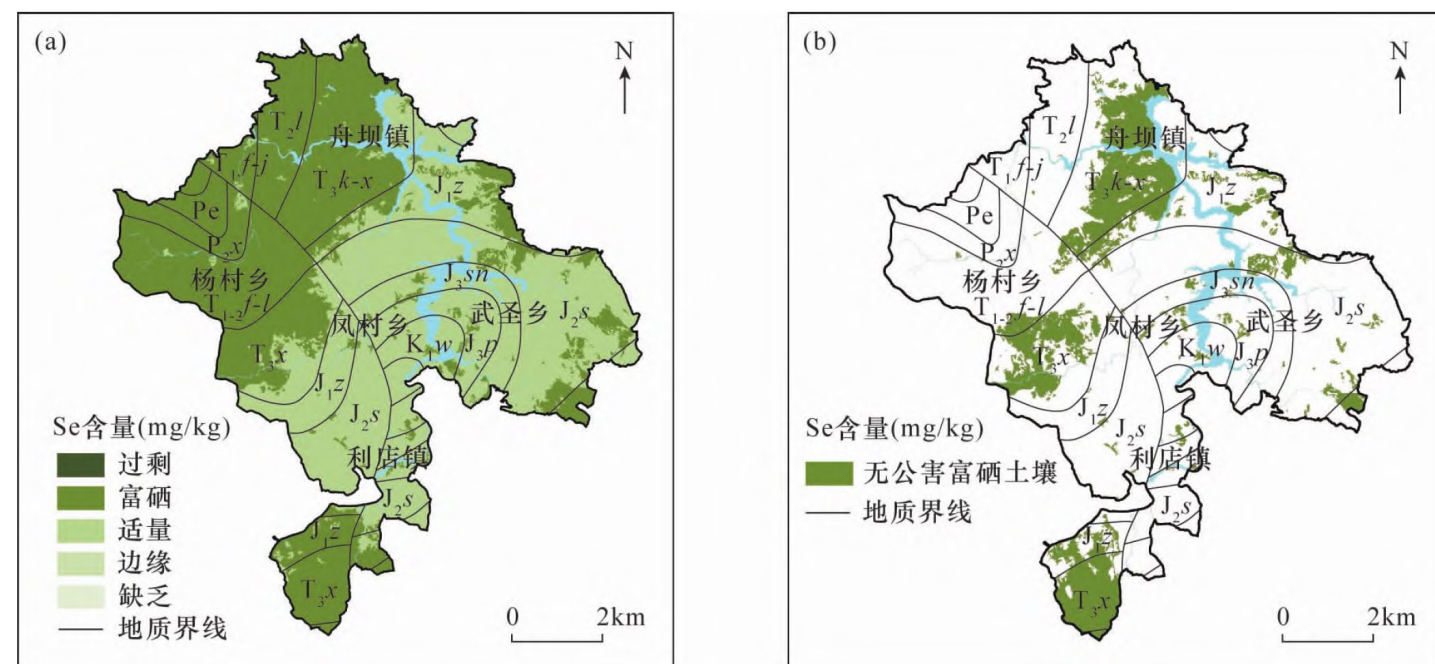 (a)
N
T₂l
舟坝镇
T₁f-j
T₃k-x
J₁z
Pe
P₂x
杨村乡
T₁₋₂f-l
J₃sn
凤村乡
武圣乡
J₂s
T₃x
K₁w
J₃p
J₁z
J₂s
利店镇
J₂s
J₁z
T₃x
Se含量(mg/kg)
过剩
富硒
适量
边缘
缺乏
地质界线
0 2km
(b)
N
T₂l
舟坝镇
T₁f-j
T₃k-x
J₁z
Pe
P₂x
杨村乡
T₁₋₂f-l
J₃sn
凤村乡
武圣乡
J₂s
T₃x
K₁w
J₃p
J₁z
J₂s
利店镇
J₂s
J₁z
T₃x
Se含量(mg/kg)
无公害富硒土壤
地质界线
0 2km